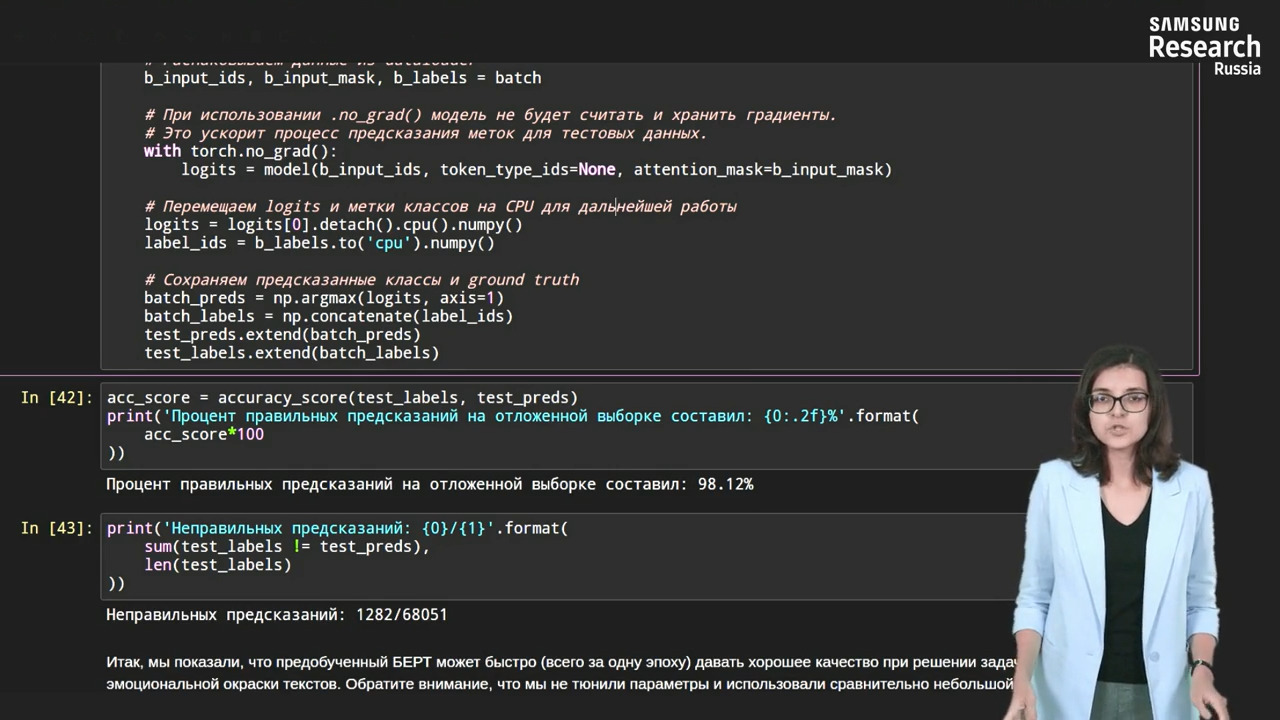 SAMSUNG
Research
Russia
# Распаковываем данные из dataloader
b_input_ids, b_input_mask, b_labels = batch
# При использовании .no_grad() модель не будет считать и хранить градиенты.
# Это ускорит процесс предсказания меток для тестовых данных.
with torch.no_grad():
logits = model(b_input_ids, token_type_ids=None, attention_mask=b_input_mask)
# Перемещаем logits и метки классов на CPU для дальнейшей работы
logits = logits[0].detach().cpu().numpy()
label_ids = b_labels.to('cpu').numpy()
# Сохраняем предсказанные классы и ground truth
batch_preds = np.argmax(logits, axis=1)
batch_labels = np.concatenate(label_ids)
test_preds.extend(batch_preds)
test_labels.extend(batch_labels)
In [42]: acc_score = accuracy_score(test_labels, test_preds)
print('Процент правильных предсказаний на отложенной выборке составил: {0:.2f}%'.format(
acc_score*100
))
Процент правильных предсказаний на отложенной выборке составил: 98.12%
In [43]: print('Неправильных предсказаний: {0}/{1}'.format(
sum(test_labels != test_preds),
len(test_labels)
))
Неправильных предсказаний: 1282/68051
Итак, мы показали, что предобученный БЕРТ может быстро (всего за одну эпоху) давать хорошее качество при решении
эмоциональной окраски текстов. Обратите внимание, что мы не тюнили параметры и использовали сравнительно небольшой